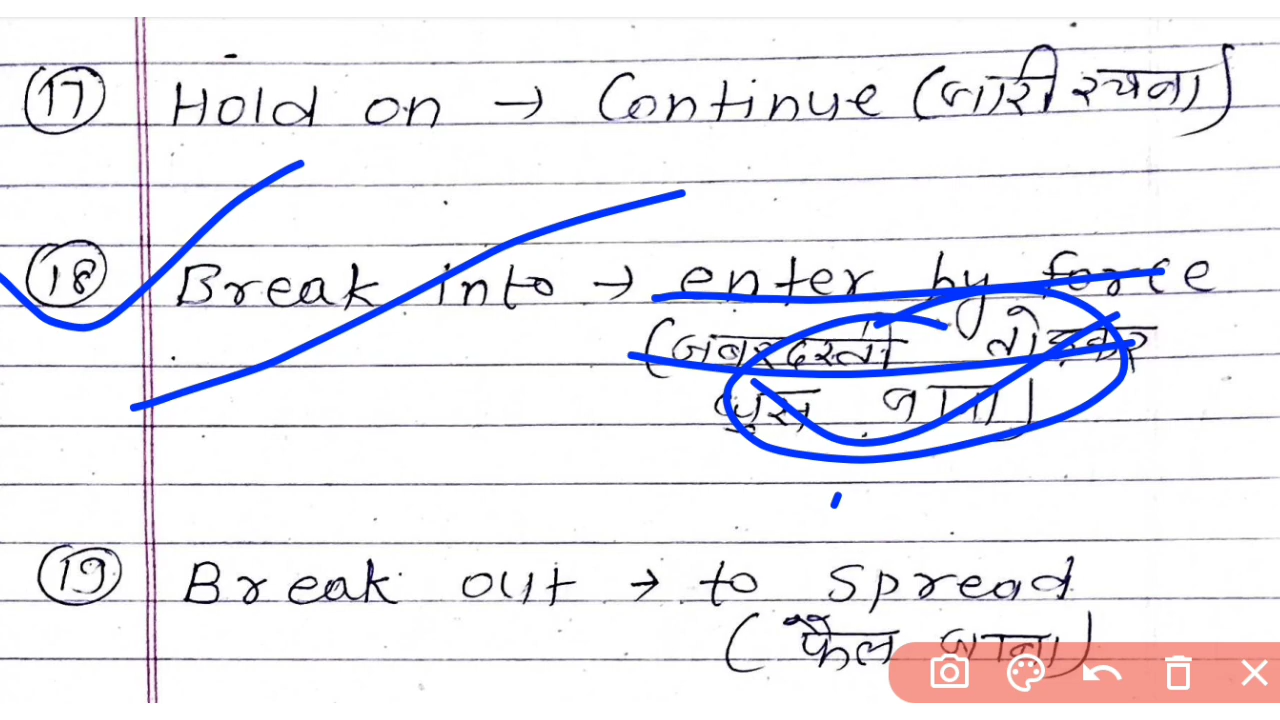 17 Hold on → Continue (जारी रखना)
18 Break into → enter by force
(जबरदस्ती तोड़कर
घुस जाना)
19 Break out → to spread
(फैल जाना)